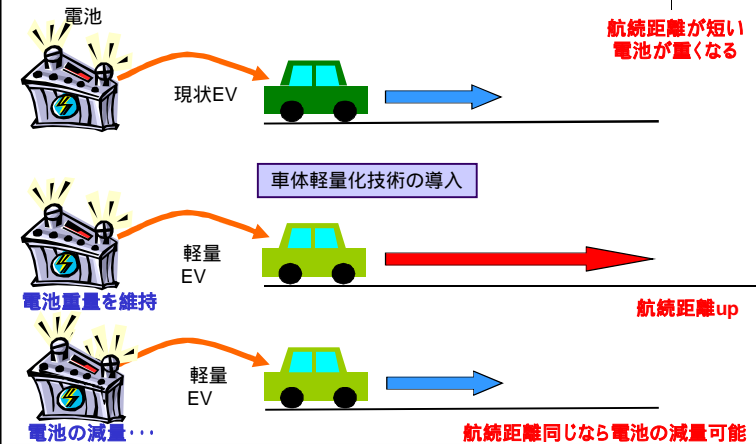 電池
航続距離が短い
電池が重くなる
現状EV
車体軽量化技術の導入
軽量
EV
電池重量を維持
航続距離up
軽量
EV
電池の減量･･･
航続距離同じなら電池の減量可能